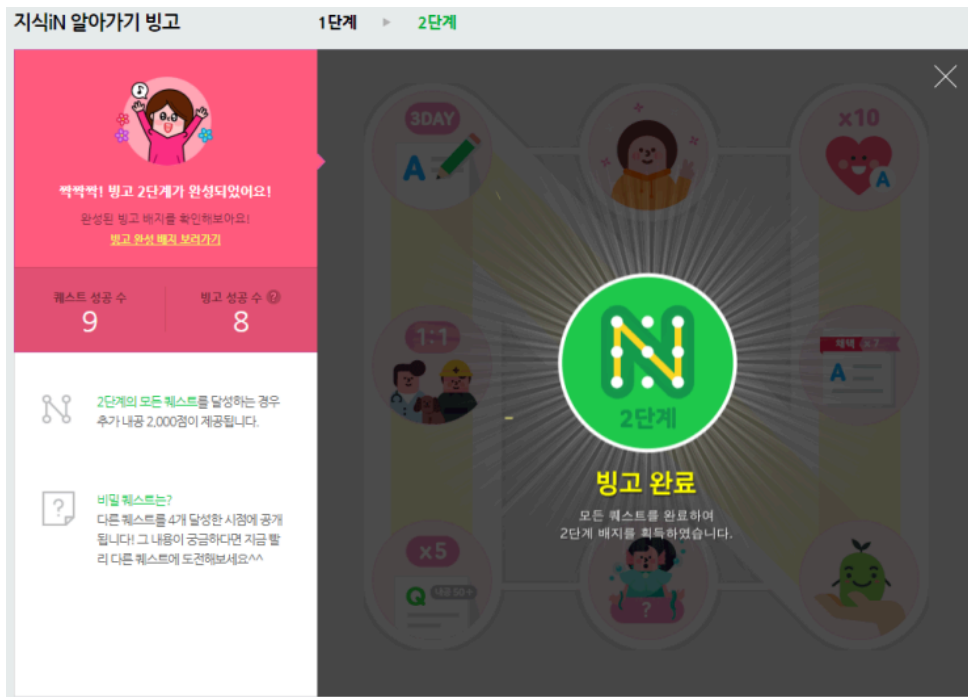 지식iN 알아가기 빙고
1단계 ▶ 2단계
짝짝짝! 빙고 2단계가 완성되었어요!
완성된 빙고 배지를 확인해보아요!
빙고 완성 배지 보러가기
퀘스트 성공 수
9
빙고 성공 수 ?
8
2단계의 모든 퀘스트를 달성하는 경우
추가 내공 2,000점이 제공됩니다.
?
비밀 퀘스트는?
다른 퀘스트를 4개 달성한 시점에 공개
됩니다! 그 내용이 궁금하다면 지금 빨
리 다른 퀘스트에 도전해보세요^^
3DAY
A
x10
A
1:1
채택 x7
A
N
2단계
빙고 완료
모든 퀘스트를 완료하여
2단계 배지를 획득하였습니다.
x5
Q 내공 50+
?